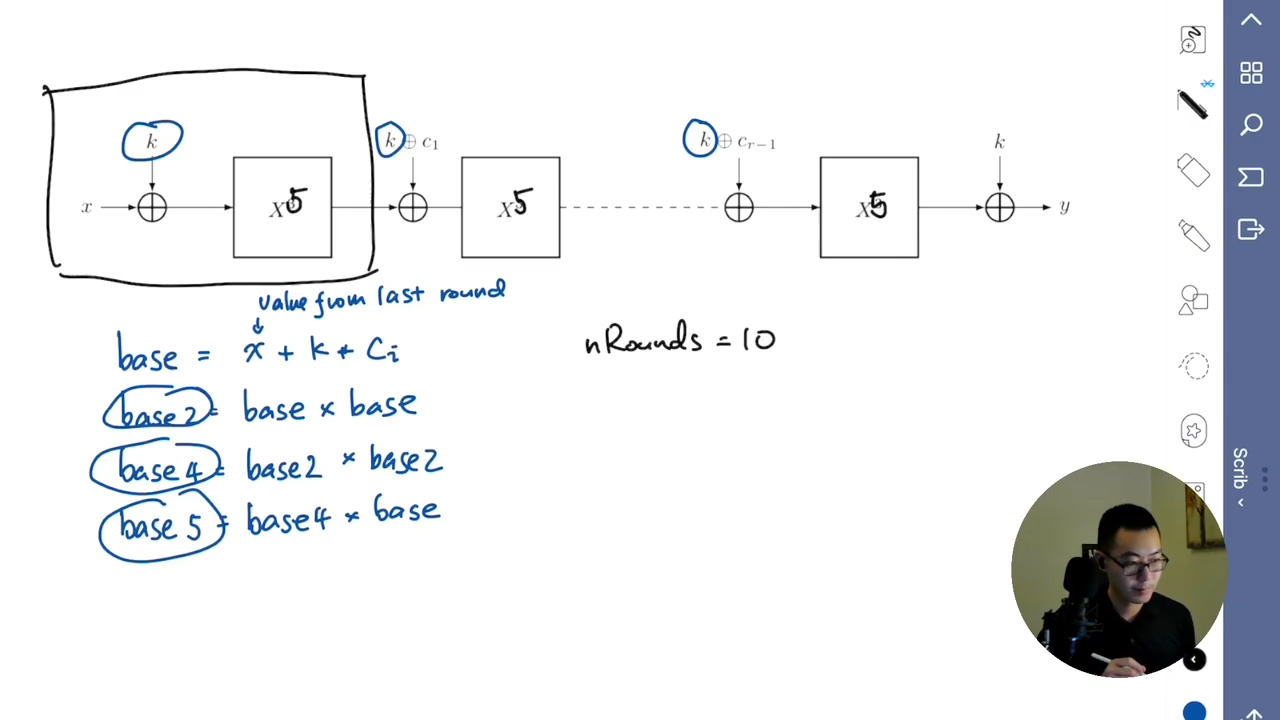 k
k ⊕ c₁
k ⊕ cᵣ₋₁
k
x
X5
X5
X5
y
value from last round
base = x + k + Ci
nRounds = 10
base2 = base × base
base4 = base2 × base2
base5 = base4 × base
Scrib